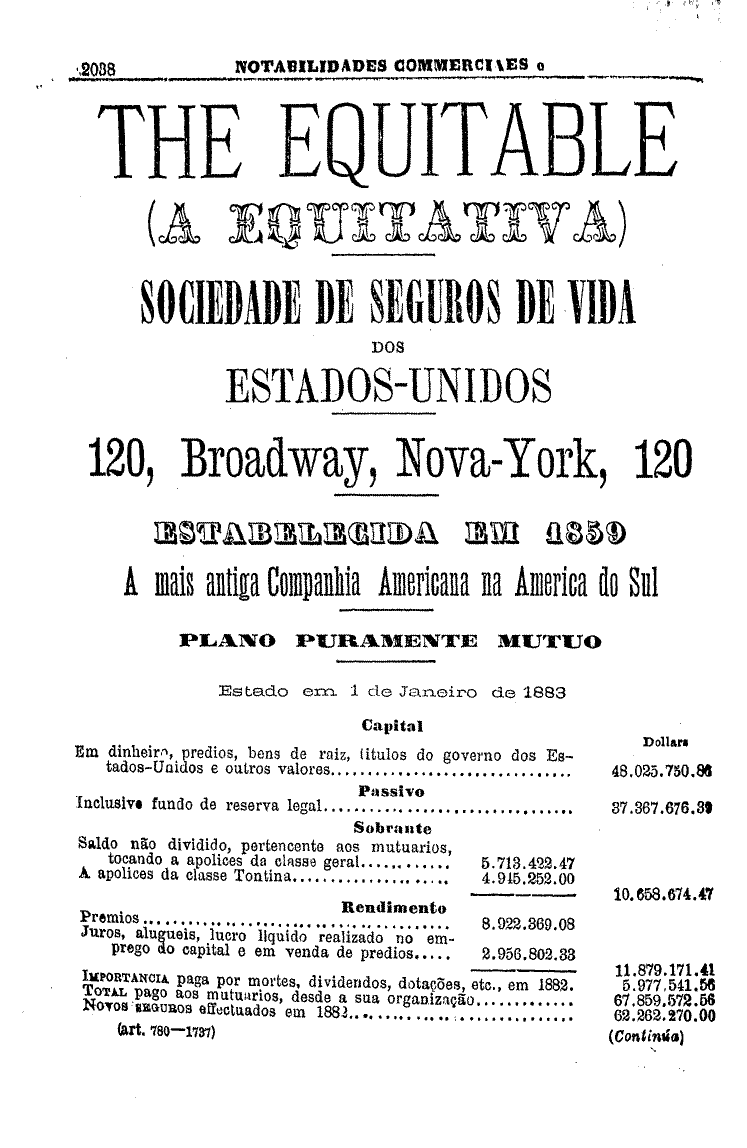 2038 NOTABILIDADES COMMERCIAES
THE EQUITABLE
(A EQUITATIVA)
SOCIEDADE DE SEGUROS DE VIDA
DOS
ESTADOS-UNIDOS
120, Broadway, Nova-York, 120
ESTABELECIDA EM 1859
A mais antiga Companhia Americana na America do Sul
PLANO PURAMENTE MUTUO
Estado em 1 de Janeiro de 1883
Capital
Dollars
Em dinheiro, predios, bens de raiz, titulos do governo dos Es-
tados-Unidos e outros valores.............................. 48.025.750.86
Passivo
Inclusive fundo de reserva legal............................... 37.367.676.39
Sobrante
Saldo não dividido, pertencente aos mutuarios,
tocando a apolices da classe geral............ 5.713.422.47
A apolices da classe Tontina.................... 4.945.252.00
10.658.674.47
Rendimento
Premios....................................... 8.922.369.08
Juros, alugueis, lucro liquido realizado no em-
prego do capital e em venda de predios..... 2.956.802.33
11.879.171.41
IMPORTANCIA paga por mortes, dividendos, dotações, etc., em 1882. 5.977.541.56
TOTAL pago aos mutuarios, desde a sua organização............ 67.859.572.56
NOVOS SEGUROS effectuados em 1882............................ 62.262.270.00
(art. 780—1737) (Continúa)